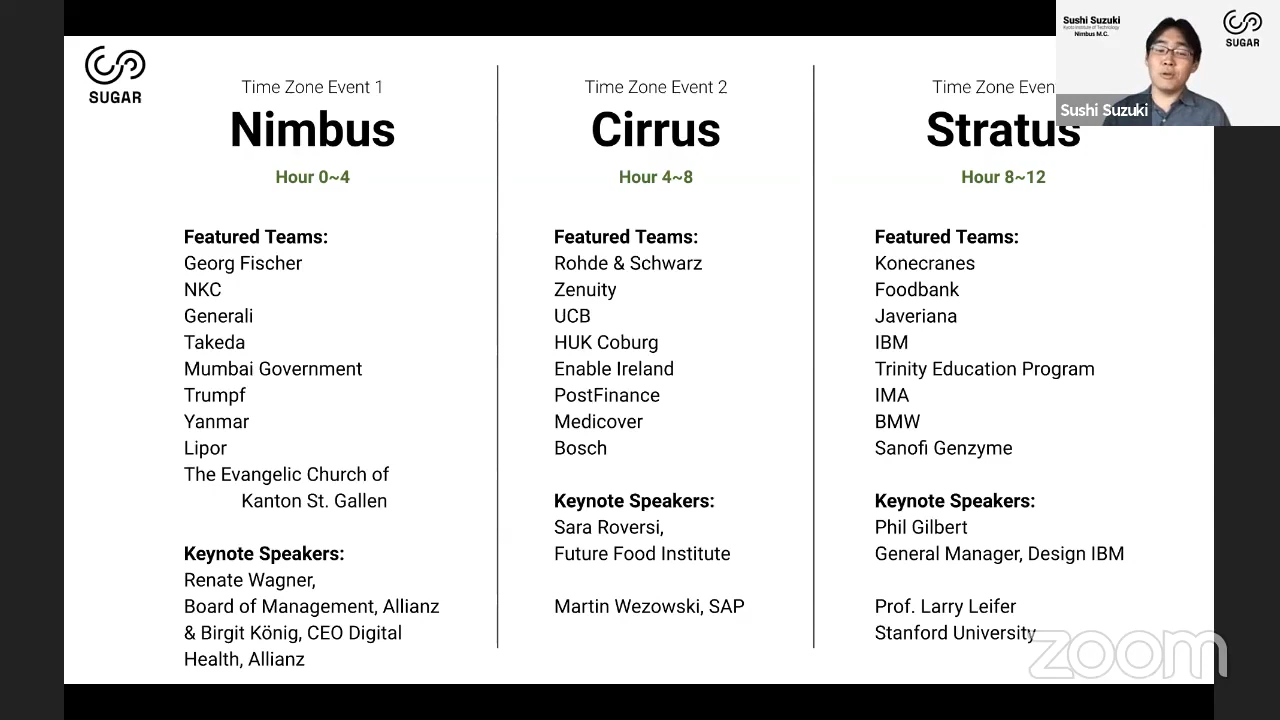 SUGAR
Time Zone Event 1
Nimbus
Hour 0~4
Featured Teams:
Georg Fischer
NKC
Generali
Takeda
Mumbai Government
Trumpf
Yanmar
Lipor
The Evangelic Church of
Kanton St. Gallen
Keynote Speakers:
Renate Wagner,
Board of Management, Allianz
& Birgit König, CEO Digital
Health, Allianz
Time Zone Event 2
Cirrus
Hour 4~8
Featured Teams:
Rohde & Schwarz
Zenuity
UCB
HUK Coburg
Enable Ireland
PostFinance
Medicover
Bosch
Keynote Speakers:
Sara Roversi,
Future Food Institute
Martin Wezowski, SAP
Time Zone Even
Stratus
Hour 8~12
Featured Teams:
Konecranes
Foodbank
Javeriana
IBM
Trinity Education Program
IMA
BMW
Sanofi Genzyme
Keynote Speakers:
Phil Gilbert
General Manager, Design IBM
Prof. Larry Leifer
Stanford University
Sushi Suzuki
Kyoto Institute of Technology
Nimbus M.C.
SUGAR
Sushi Suzuki
zoom